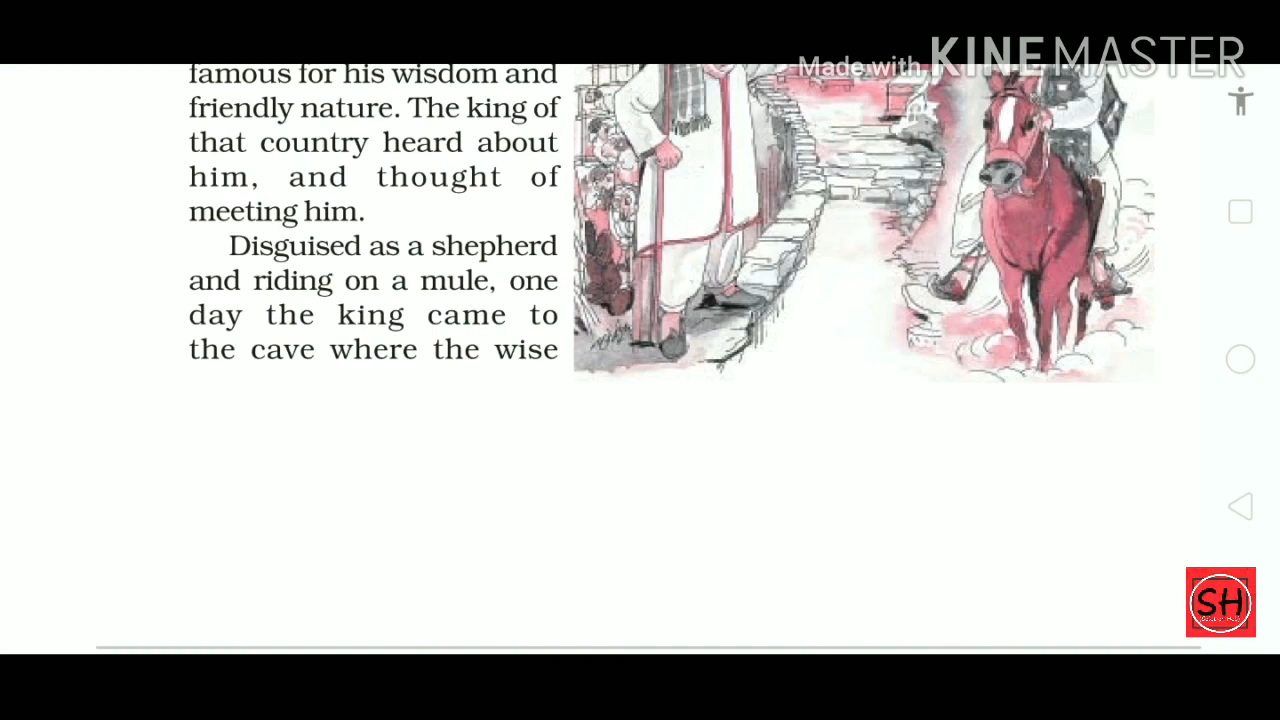 Made with KINEMASTER
famous for his wisdom and
friendly nature. The king of
that country heard about
him, and thought of
meeting him.
Disguised as a shepherd
and riding on a mule, one
day the king came to
the cave where the wise
SH